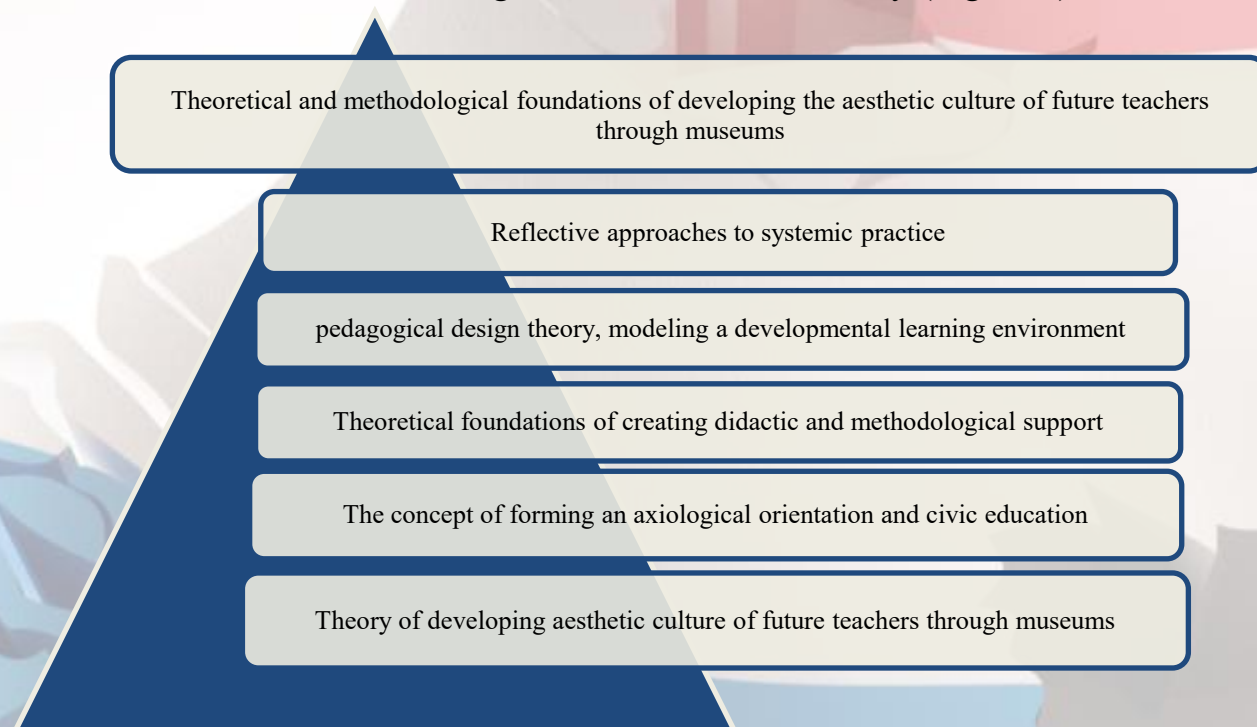 Theoretical and methodological foundations of developing the aesthetic culture of future teachers
through museums
Reflective approaches to systemic practice
pedagogical design theory, modeling a developmental learning environment
Theoretical foundations of creating didactic and methodological support
The concept of forming an axiological orientation and civic education
Theory of developing aesthetic culture of future teachers through museums